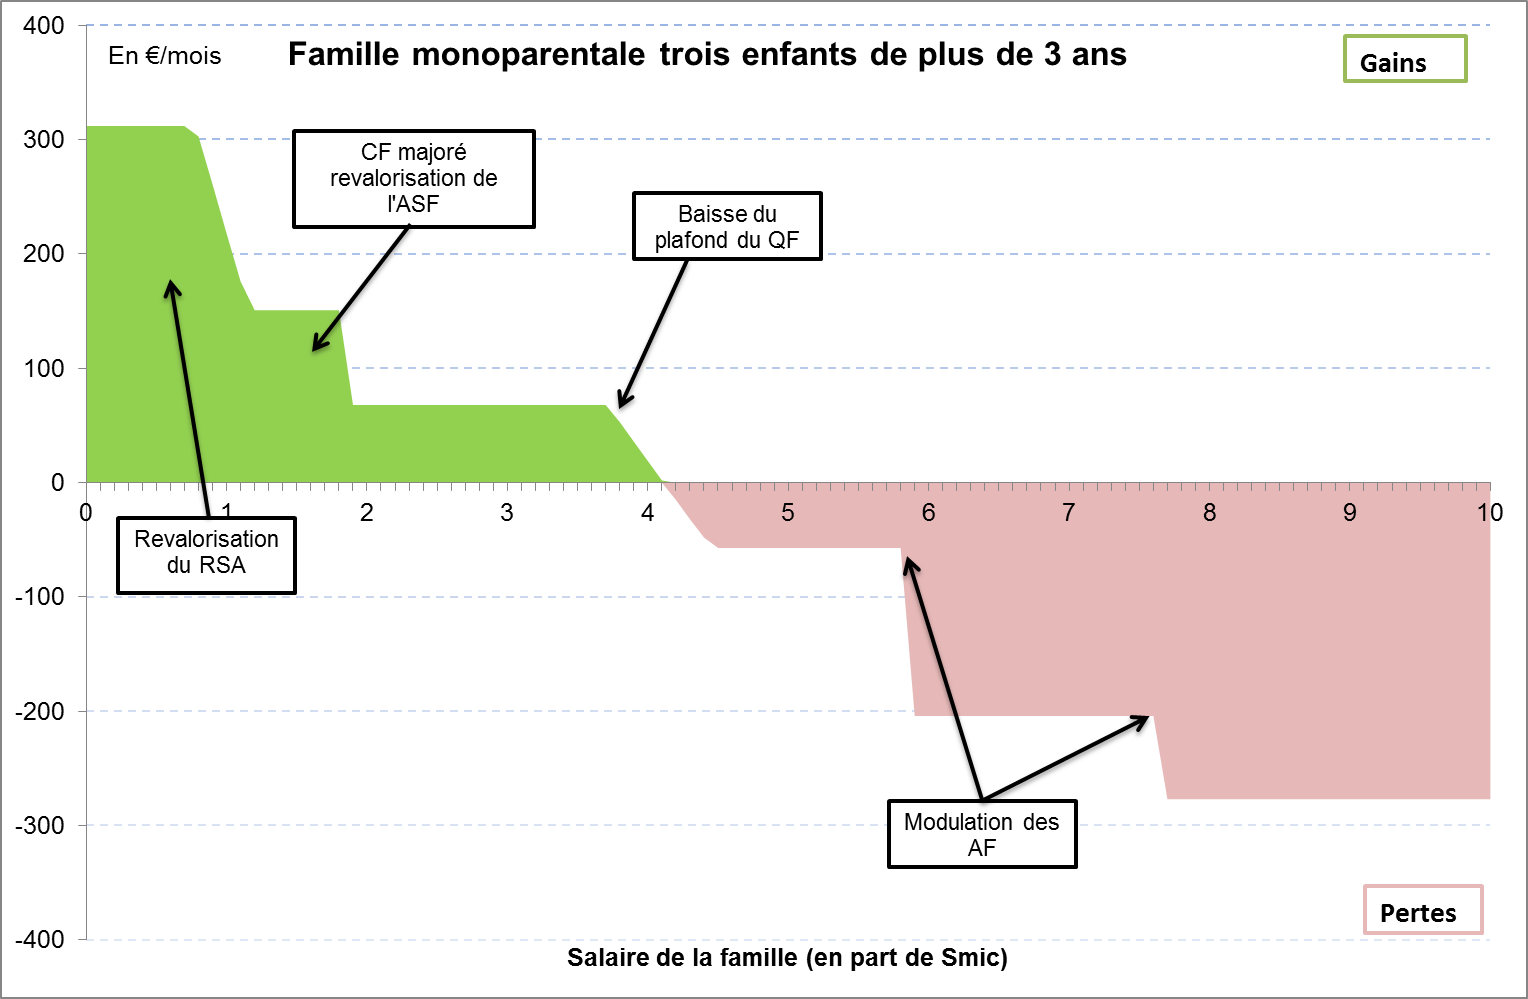 400
En €/mois
Famille monoparentale trois enfants de plus de 3 ans
Gains
300
CF majoré
revalorisation de
l'ASF
Baisse du
plafond du QF
200
100
0
0 1 2 3 4 5 6 7 8 9 10
Revalorisation
du RSA
-100
-200
Modulation des
AF
-300
Pertes
-400
Salaire de la famille (en part de Smic)